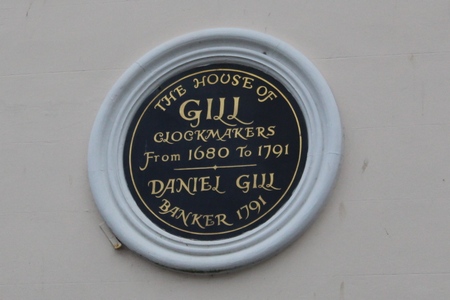 THE HOUSE OF
GILL
CLOCKMAKERS
From 1680 To 1791
DANIEL GILL
BANKER 1791